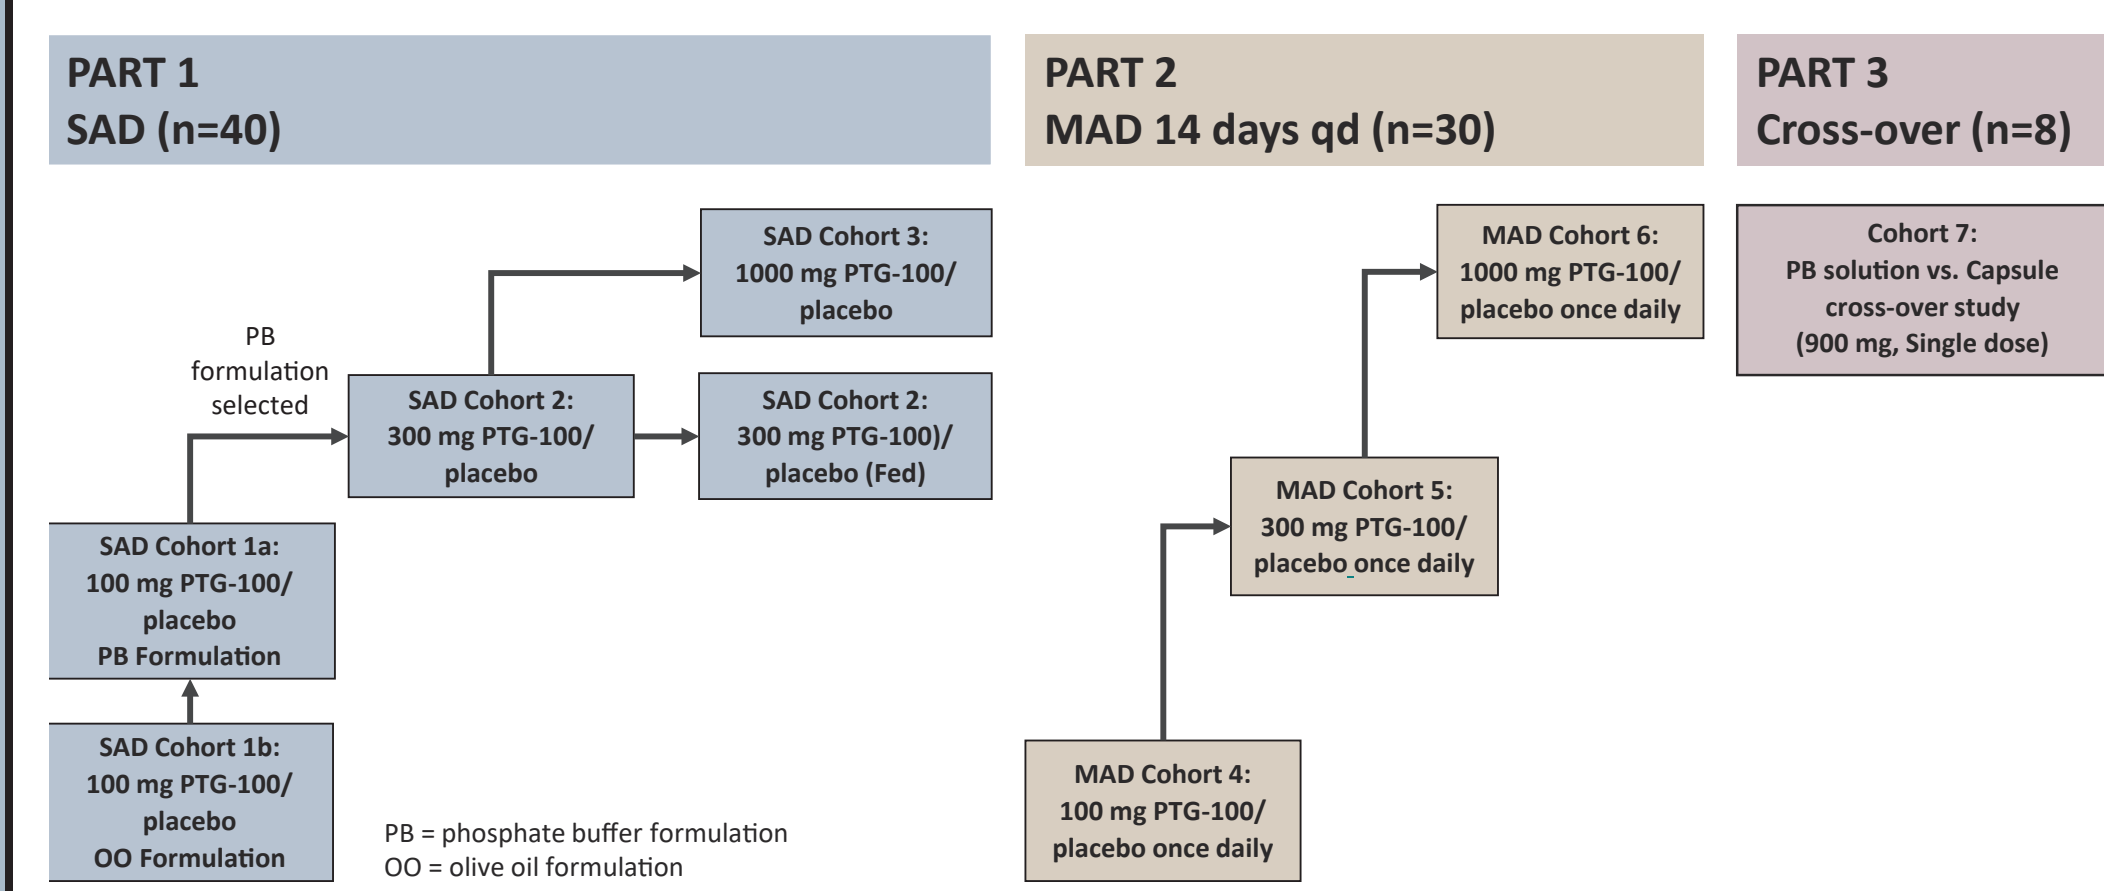 PART 1
SAD (n=40)
PART 2
MAD 14 days qd (n=30)
PART 3
Cross-over (n=8)
SAD Cohort 3:
1000 mg PTG-100/
placebo
PB
formulation
selected
SAD Cohort 2:
300 mg PTG-100/
placebo
SAD Cohort 2:
300 mg PTG-100)/
placebo (Fed)
SAD Cohort 1a:
100 mg PTG-100/
placebo
PB Formulation
SAD Cohort 1b:
100 mg PTG-100/
placebo
OO Formulation
PB = phosphate buffer formulation
OO = olive oil formulation
MAD Cohort 6:
1000 mg PTG-100/
placebo once daily
MAD Cohort 5:
300 mg PTG-100/
placebo once daily
MAD Cohort 4:
100 mg PTG-100/
placebo once daily
Cohort 7:
PB solution vs. Capsule
cross-over study
(900 mg, Single dose)